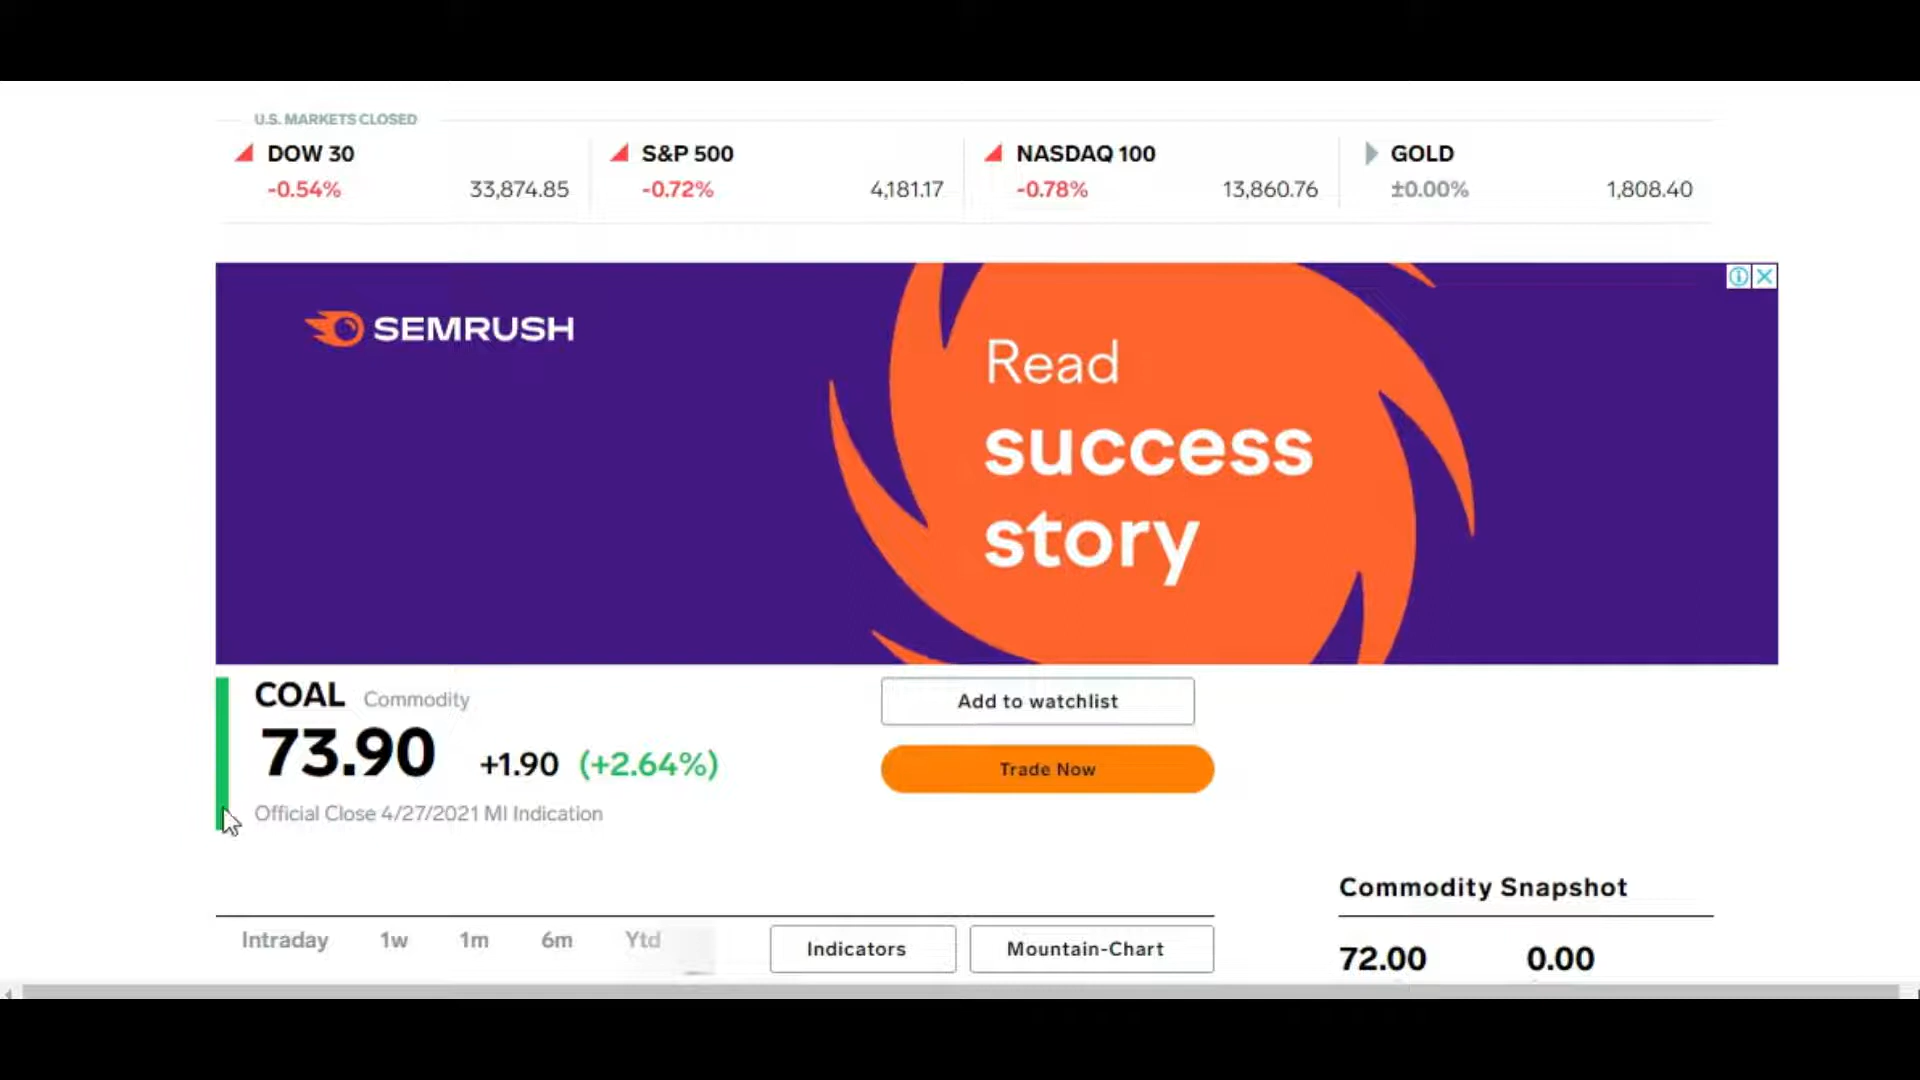 U.S. MARKETS CLOSED
DOW 30
-0.54% 33,874.85
S&P 500
-0.72% 4,181.17
NASDAQ 100
-0.78% 13,860.76
GOLD
±0.00% 1,808.40
SEMRUSH
Read
success
story
COAL Commodity
73.90 +1.90 (+2.64%)
Official Close 4/27/2021 MI Indication
Add to watchlist
Trade Now
Intraday 1w 1m 6m Ytd
Indicators Mountain-Chart
Commodity Snapshot
72.00 0.00